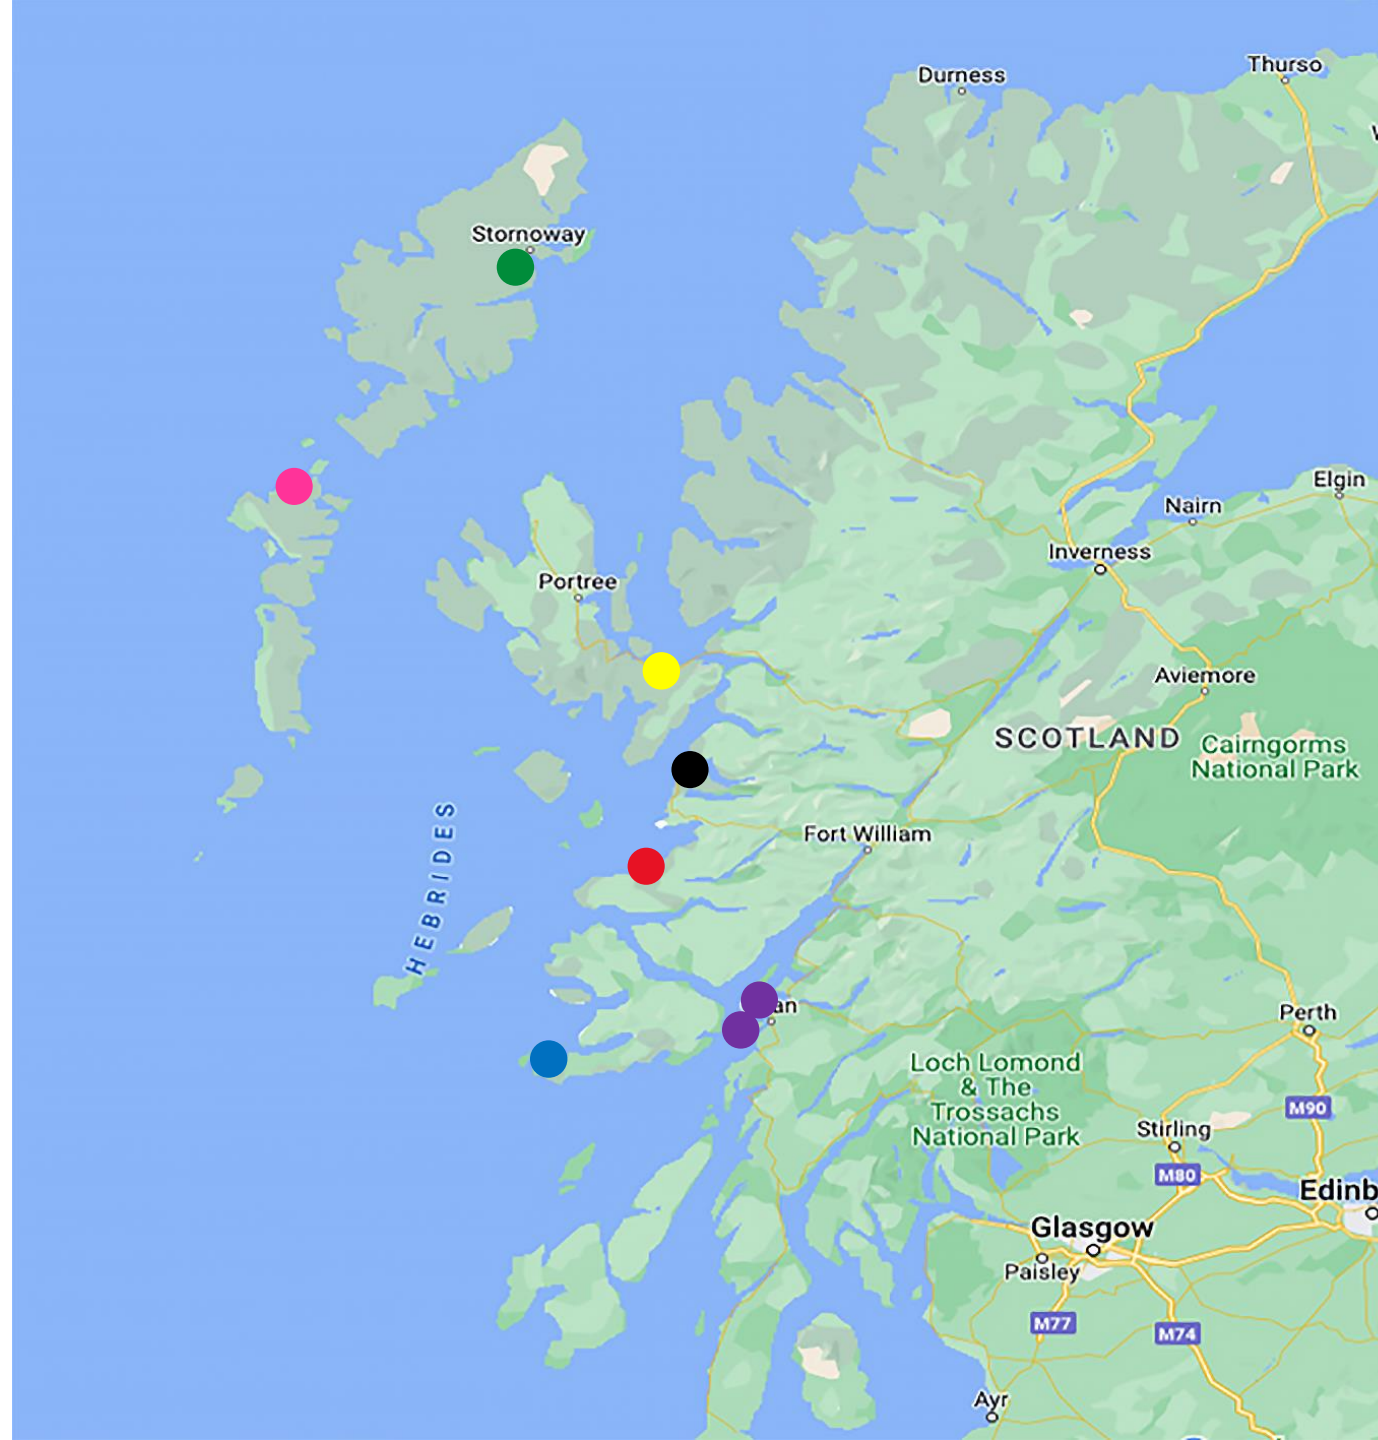 Durness
Thurso
Stornoway
Elgin
Nairn
Inverness
Portree
Aviemore
SCOTLAND
Cairngorms
National Park
HEBRIDES
Fort William
an
Perth
Loch Lomond
& The
Trossachs
National Park
M90
Stirling
M80
Edinb
Glasgow
Paisley
M77
M74
Ayr